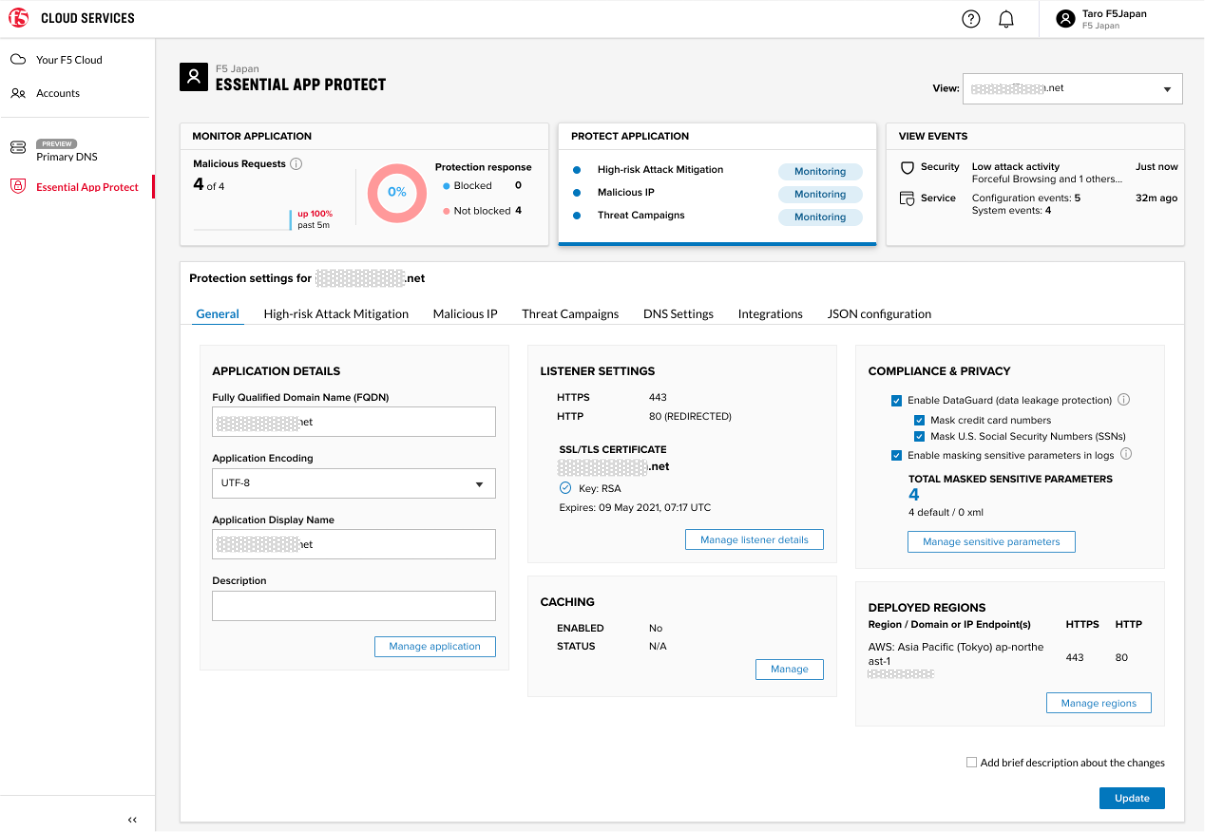 f5 CLOUD SERVICES
Taro F5Japan
F5 Japan
Your F5 Cloud
Accounts
PREVIEW
Primary DNS
Essential App Protect
F5 Japan
ESSENTIAL APP PROTECT
View: .net
MONITOR APPLICATION
Malicious Requests
4 of 4
up 100%
past 5m
0%
Protection response
Blocked 0
Not blocked 4
PROTECT APPLICATION
High-risk Attack Mitigation Monitoring
Malicious IP Monitoring
Threat Campaigns Monitoring
VIEW EVENTS
Security Low attack activity Just now
Forceful Browsing and 1 others...
Service Configuration events: 5 32m ago
System events: 4
Protection settings for .net
General High-risk Attack Mitigation Malicious IP Threat Campaigns DNS Settings Integrations JSON configuration
APPLICATION DETAILS
Fully Qualified Domain Name (FQDN)
net
Application Encoding
UTF-8
Application Display Name
net
Description
Manage application
LISTENER SETTINGS
HTTPS 443
HTTP 80 (REDIRECTED)
SSL/TLS CERTIFICATE
.net
Key: RSA
Expires: 09 May 2021, 07:17 UTC
Manage listener details
CACHING
ENABLED No
STATUS N/A
Manage
COMPLIANCE & PRIVACY
Enable DataGuard (data leakage protection)
Mask credit card numbers
Mask U.S. Social Security Numbers (SSNs)
Enable masking sensitive parameters in logs
TOTAL MASKED SENSITIVE PARAMETERS
4
4 default / 0 xml
Manage sensitive parameters
DEPLOYED REGIONS
Region / Domain or IP Endpoint(s) HTTPS HTTP
AWS: Asia Pacific (Tokyo) ap-northe
ast-1 443 80
Manage regions
Add brief description about the changes
Update